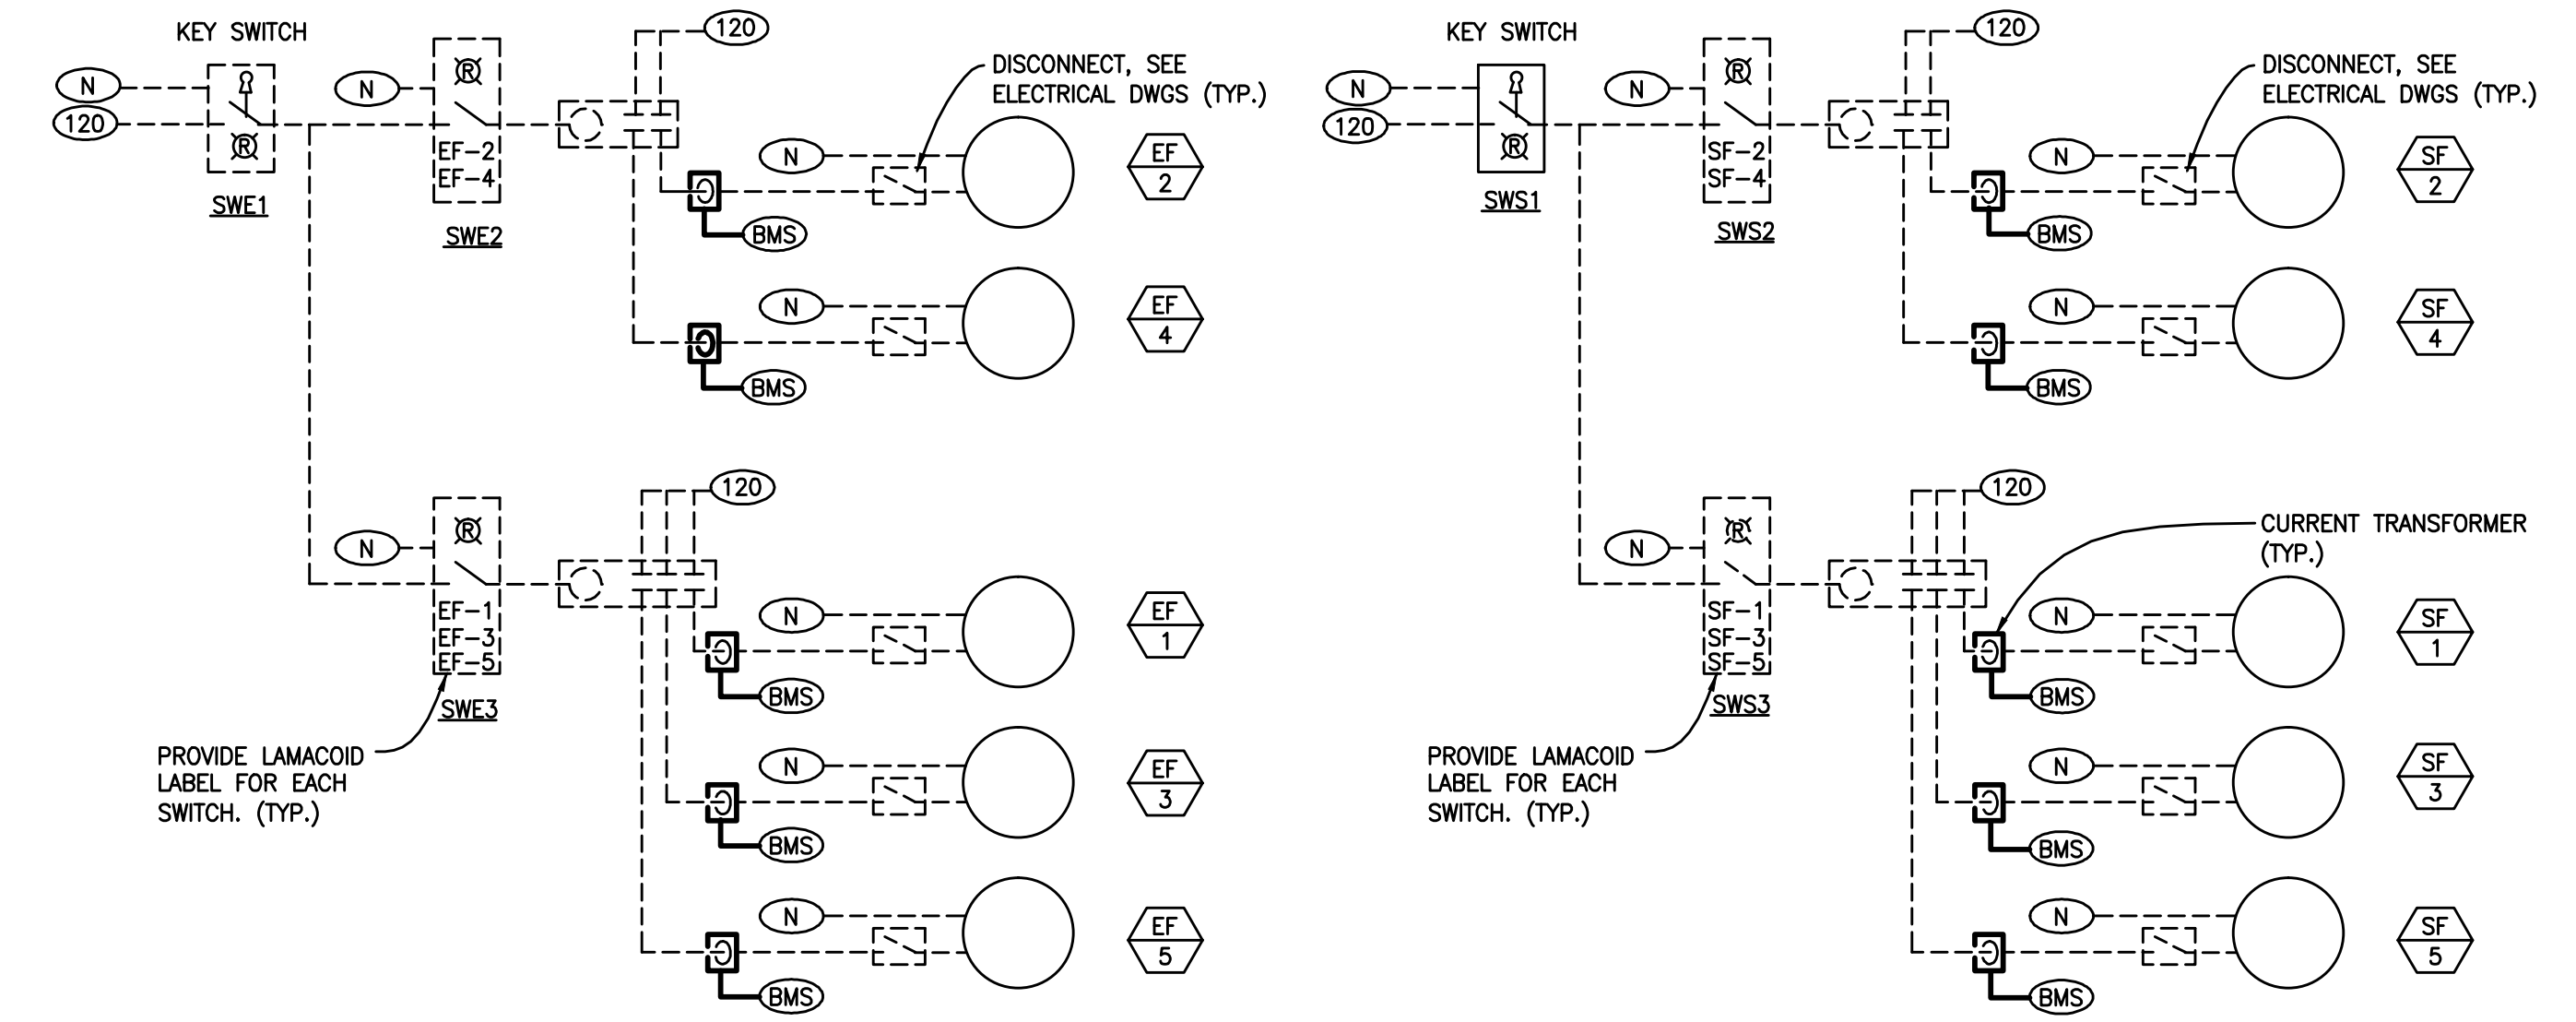 KEY SWITCH
N
120
R
SWE1
N
R
EF-2
EF-4
SWE2
120
DISCONNECT, SEE
ELECTRICAL DWGS (TYP.)
N
BMS
EF
2
N
BMS
EF
4
N
R
EF-1
EF-3
EF-5
SWE3
PROVIDE LAMACOID
LABEL FOR EACH
SWITCH. (TYP.)
120
N
BMS
EF
1
N
BMS
EF
3
N
BMS
EF
5
KEY SWITCH
N
120
R
SWS1
N
R
SF-2
SF-4
SWS2
120
DISCONNECT, SEE
ELECTRICAL DWGS (TYP.)
N
BMS
SF
2
N
BMS
SF
4
N
R
SF-1
SF-3
SF-5
SWS3
PROVIDE LAMACOID
LABEL FOR EACH
SWITCH. (TYP.)
120
CURRENT TRANSFORMER
(TYP.)
N
BMS
SF
1
N
BMS
SF
3
N
BMS
SF
5